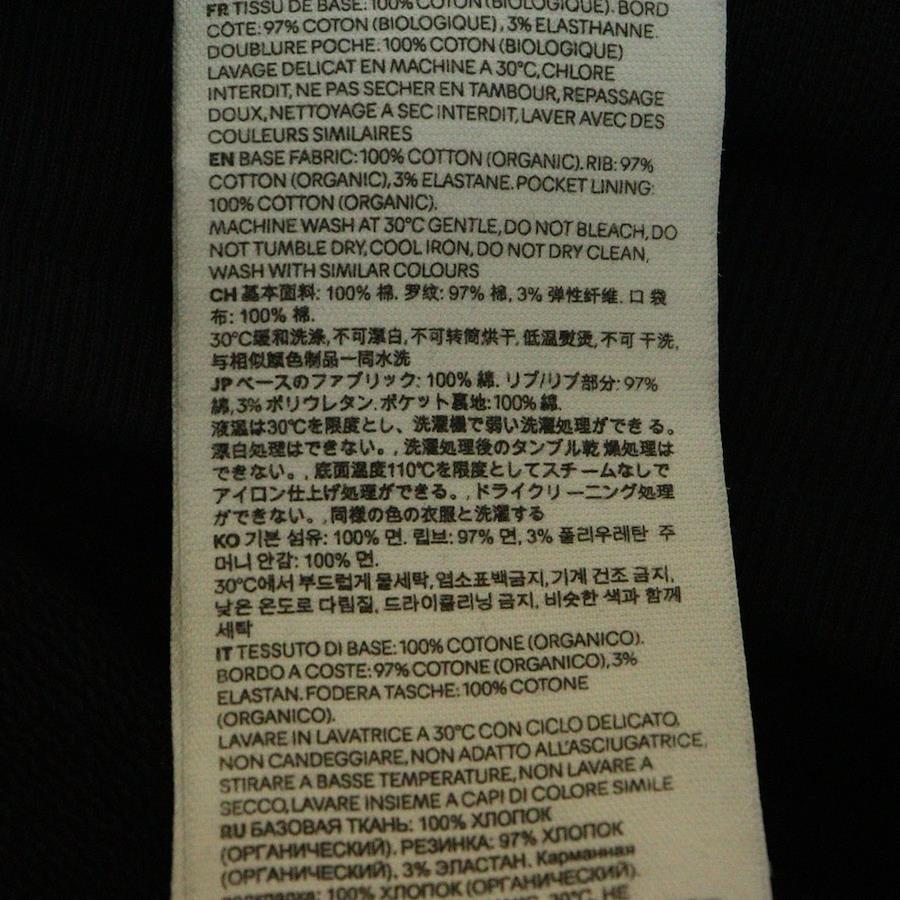 FR TISSU DE BASE: 100% COTON (BIOLOGIQUE). BORD
CÔTE: 97% COTON (BIOLOGIQUE), 3% ELASTHANNE.
DOUBLURE POCHE: 100% COTON (BIOLOGIQUE)
LAVAGE DELICAT EN MACHINE A 30°C, CHLORE
INTERDIT, NE PAS SECHER EN TAMBOUR, REPASSAGE
DOUX, NETTOYAGE A SEC INTERDIT, LAVER AVEC DES
COULEURS SIMILAIRES
EN BASE FABRIC: 100% COTTON (ORGANIC). RIB: 97%
COTTON (ORGANIC), 3% ELASTANE. POCKET LINING:
100% COTTON (ORGANIC).
MACHINE WASH AT 30°C GENTLE, DO NOT BLEACH, DO
NOT TUMBLE DRY, COOL IRON, DO NOT DRY CLEAN,
WASH WITH SIMILAR COLOURS
CH 基本面料: 100% 棉. 罗纹: 97% 棉, 3% 弹性纤维. 口 袋
布: 100% 棉.
30°C缓和洗涤,不可漂白,不可转筒烘干,低温熨烫,不可 干洗,
与相似颜色制品一同水洗
JP ベースのファブリック: 100% 綿. リブ/リブ部分: 97%
綿, 3% ポリウレタン. ポケット裏地: 100% 綿.
液温は30℃を限度とし、洗濯機で弱い洗濯処理ができ る。
漂白処理はできない。, 洗濯処理後のタンブル乾 燥処理は
できない。, 底面温度110℃を限度としてスチームなしで
アイロン仕上げ処理ができる。, ドライクリ ーニング処理
ができない。, 同様の色の衣服と洗濯する
KO 기본 섬유: 100% 면. 립브: 97% 면, 3% 폴리우레탄 주
머니 안감: 100% 면.
30°C에서 부드럽게 물세탁, 염소표백금지, 기계 건조 금지,
낮은 온도로 다림질, 드라이클리닝 금지, 비슷한 색과 함께
세탁
IT TESSUTO DI BASE: 100% COTONE (ORGANICO).
BORDO A COSTE: 97% COTONE (ORGANICO), 3%
ELASTAN. FODERA TASCHE: 100% COTONE
(ORGANICO).
LAVARE IN LAVATRICE A 30°C CON CICLO DELICATO,
NON CANDEGGIARE, NON ADATTO ALL'ASCIUGATRICE,
STIRARE A BASSE TEMPERATURE, NON LAVARE A
SECCO, LAVARE INSIEME A CAPI DI COLORE SIMILE
RU БАЗОВАЯ ТКАНЬ: 100% ХЛОПОК
(ОРГАНИЧЕСКИЙ). РЕЗИНКА: 97% ХЛОПОК
(ОРГАНИЧЕСКИЙ), 3% ЭЛАСТАН. Карманная
подкладка: 100% ХЛОПОК (ОРГАНИЧЕСКИЙ).
30°C, НЕ